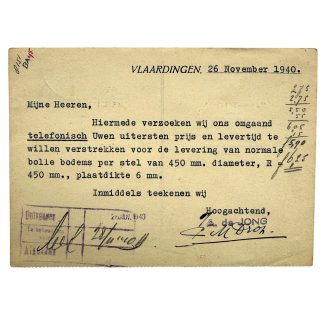 VLAARDINGEN, 26 November 1940.
Mijne Heeren,
Hiermede verzoeken wij ons omgaand
telefonisch Uwen uitersten prijs en levertijd te
willen verstrekken voor de levering van normale
bolle bodems per stel van 450 mm. diameter, R =
450 mm., plaatdikte 6 mm.
Inmiddels teekenen wij
Hoogachtend,
A. de JONG